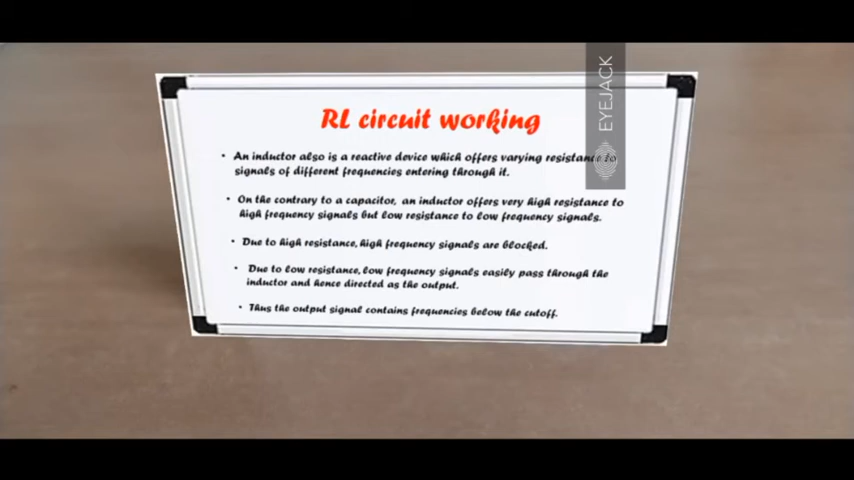 RL circuit working
• An inductor also is a reactive device which offers varying resistance to
signals of different frequencies entering through it.
• On the contrary to a capacitor, an inductor offers very high resistance to
high frequency signals but low resistance to low frequency signals.
• Due to high resistance, high frequency signals are blocked.
• Due to low resistance, low frequency signals easily pass through the
inductor and hence directed as the output.
• Thus the output signal contains frequencies below the cutoff.
EYEJACK